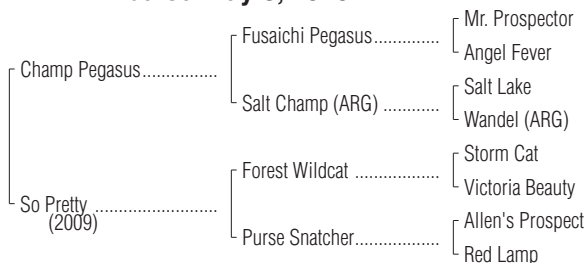 Fusaichi Pegasus..............
Mr. Prospector
Angel Fever
Champ Pegasus................
Salt Champ (ARG) ............
Salt Lake
Wandel (ARG)
So Pretty ..........................
(2009)
Forest Wildcat ..................
Storm Cat
Victoria Beauty
Purse Snatcher.................
Allen's Prospect
Red Lamp